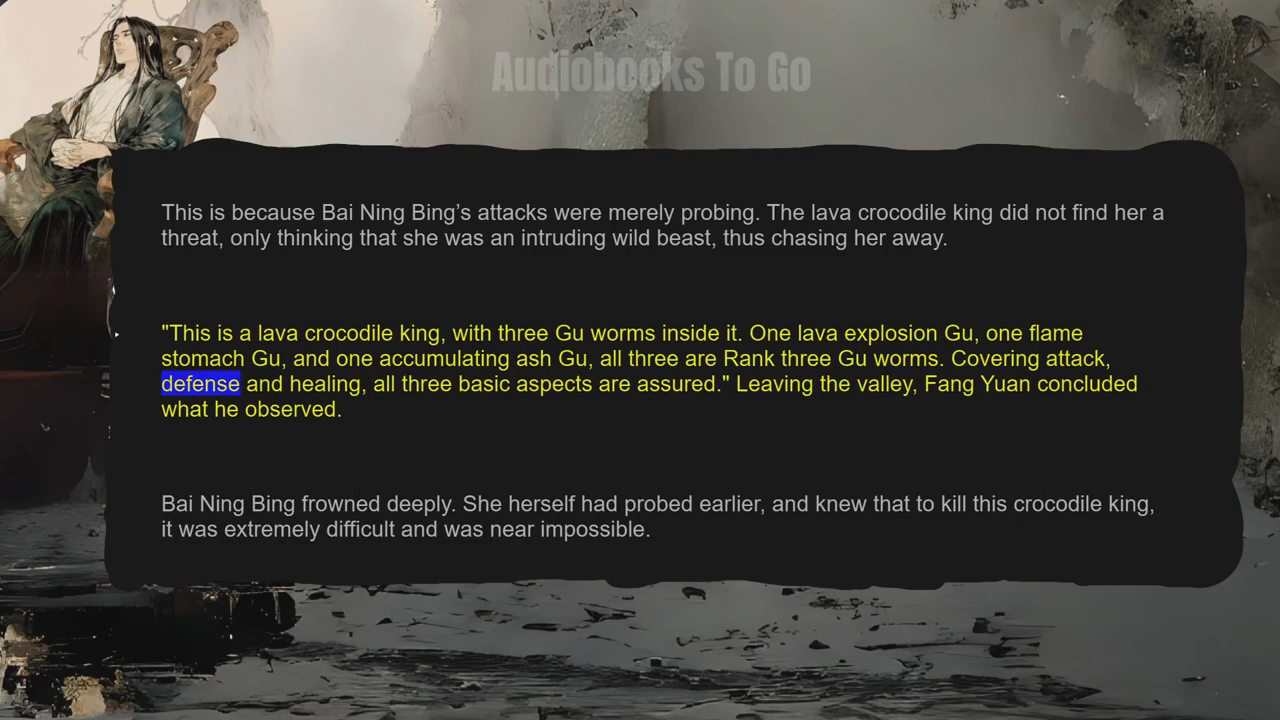 Audiobooks To Go
This is because Bai Ning Bing’s attacks were merely probing. The lava crocodile king did not find her a
threat, only thinking that she was an intruding wild beast, thus chasing her away.
"This is a lava crocodile king, with three Gu worms inside it. One lava explosion Gu, one flame
stomach Gu, and one accumulating ash Gu, all three are Rank three Gu worms. Covering attack,
defense and healing, all three basic aspects are assured." Leaving the valley, Fang Yuan concluded
what he observed.
Bai Ning Bing frowned deeply. She herself had probed earlier, and knew that to kill this crocodile king,
it was extremely difficult and was near impossible.